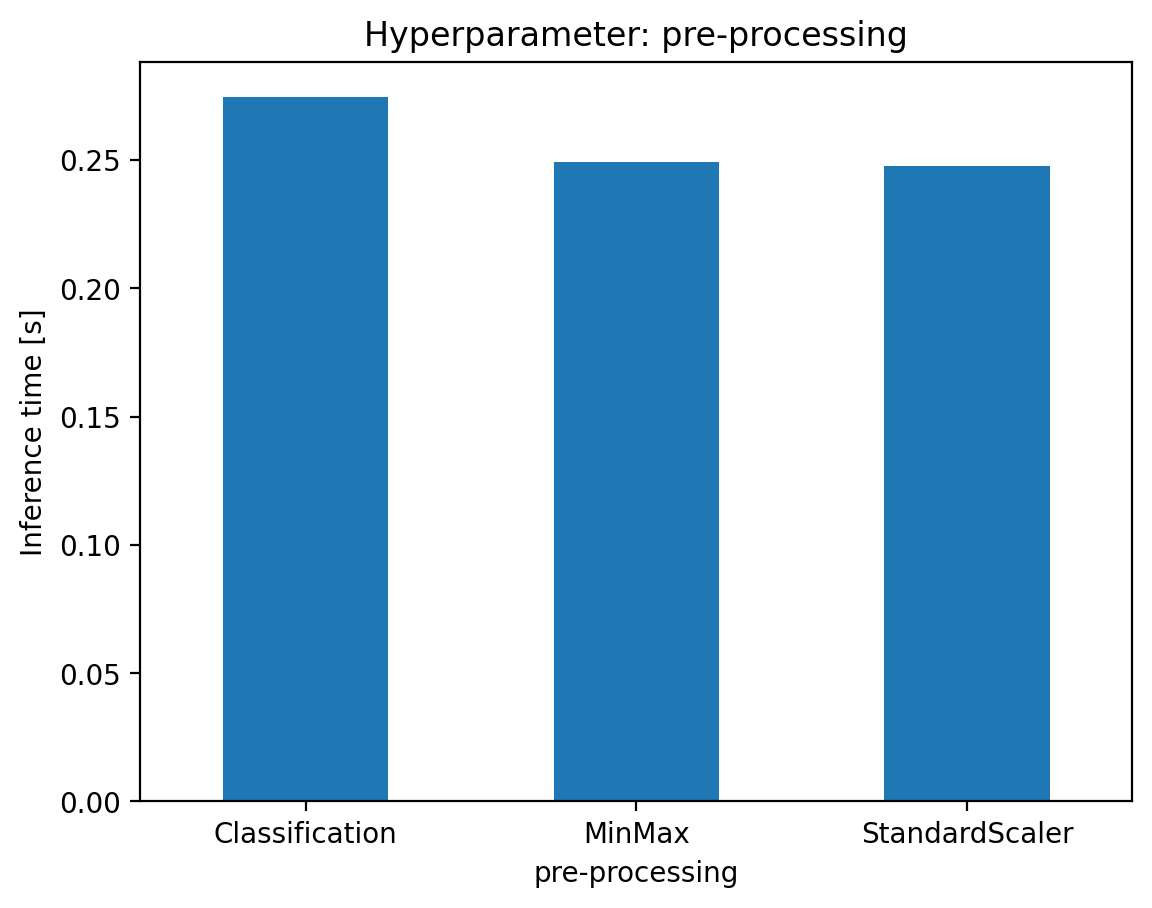 Hyperparameter: pre-processing
Inference time [s]
0.25
0.20
0.15
0.10
0.05
0.00
Classification MinMax StandardScaler
pre-processing